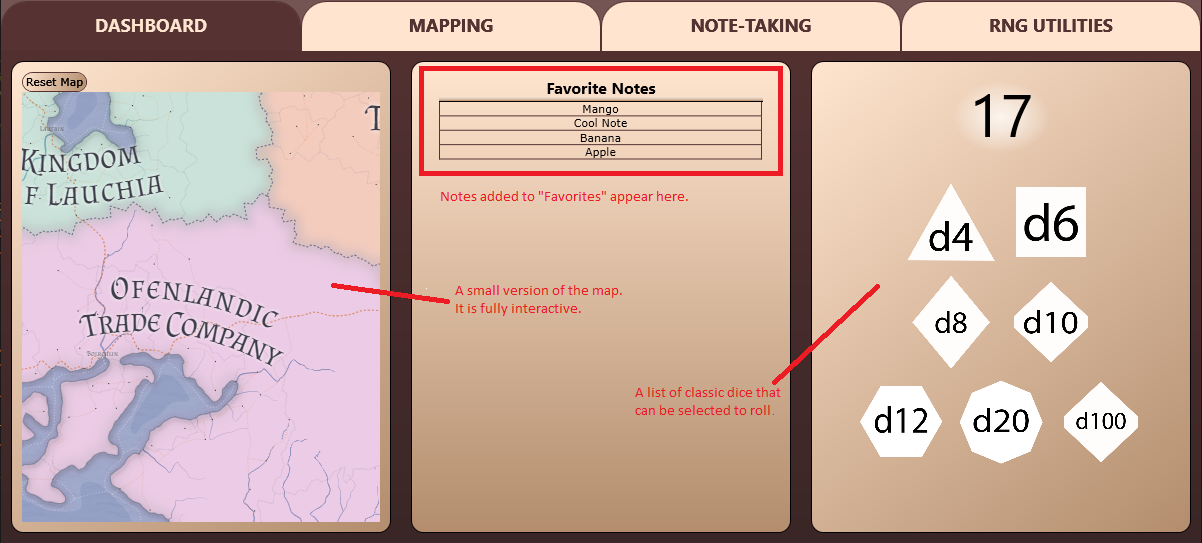 DASHBOARD
MAPPING
NOTE-TAKING
RNG UTILITIES
Reset Map
KINGDOM
F LAUCHIA
T
OFENLANDIC
TRADE COMPANY
Favorite Notes
Mango
Cool Note
Banana
Apple
Notes added to "Favorites" appear here.
A small version of the map.
It is fully interactive.
A list of classic dice that
can be selected to roll.
17
d4
d6
d8
d10
d12
d20
d100